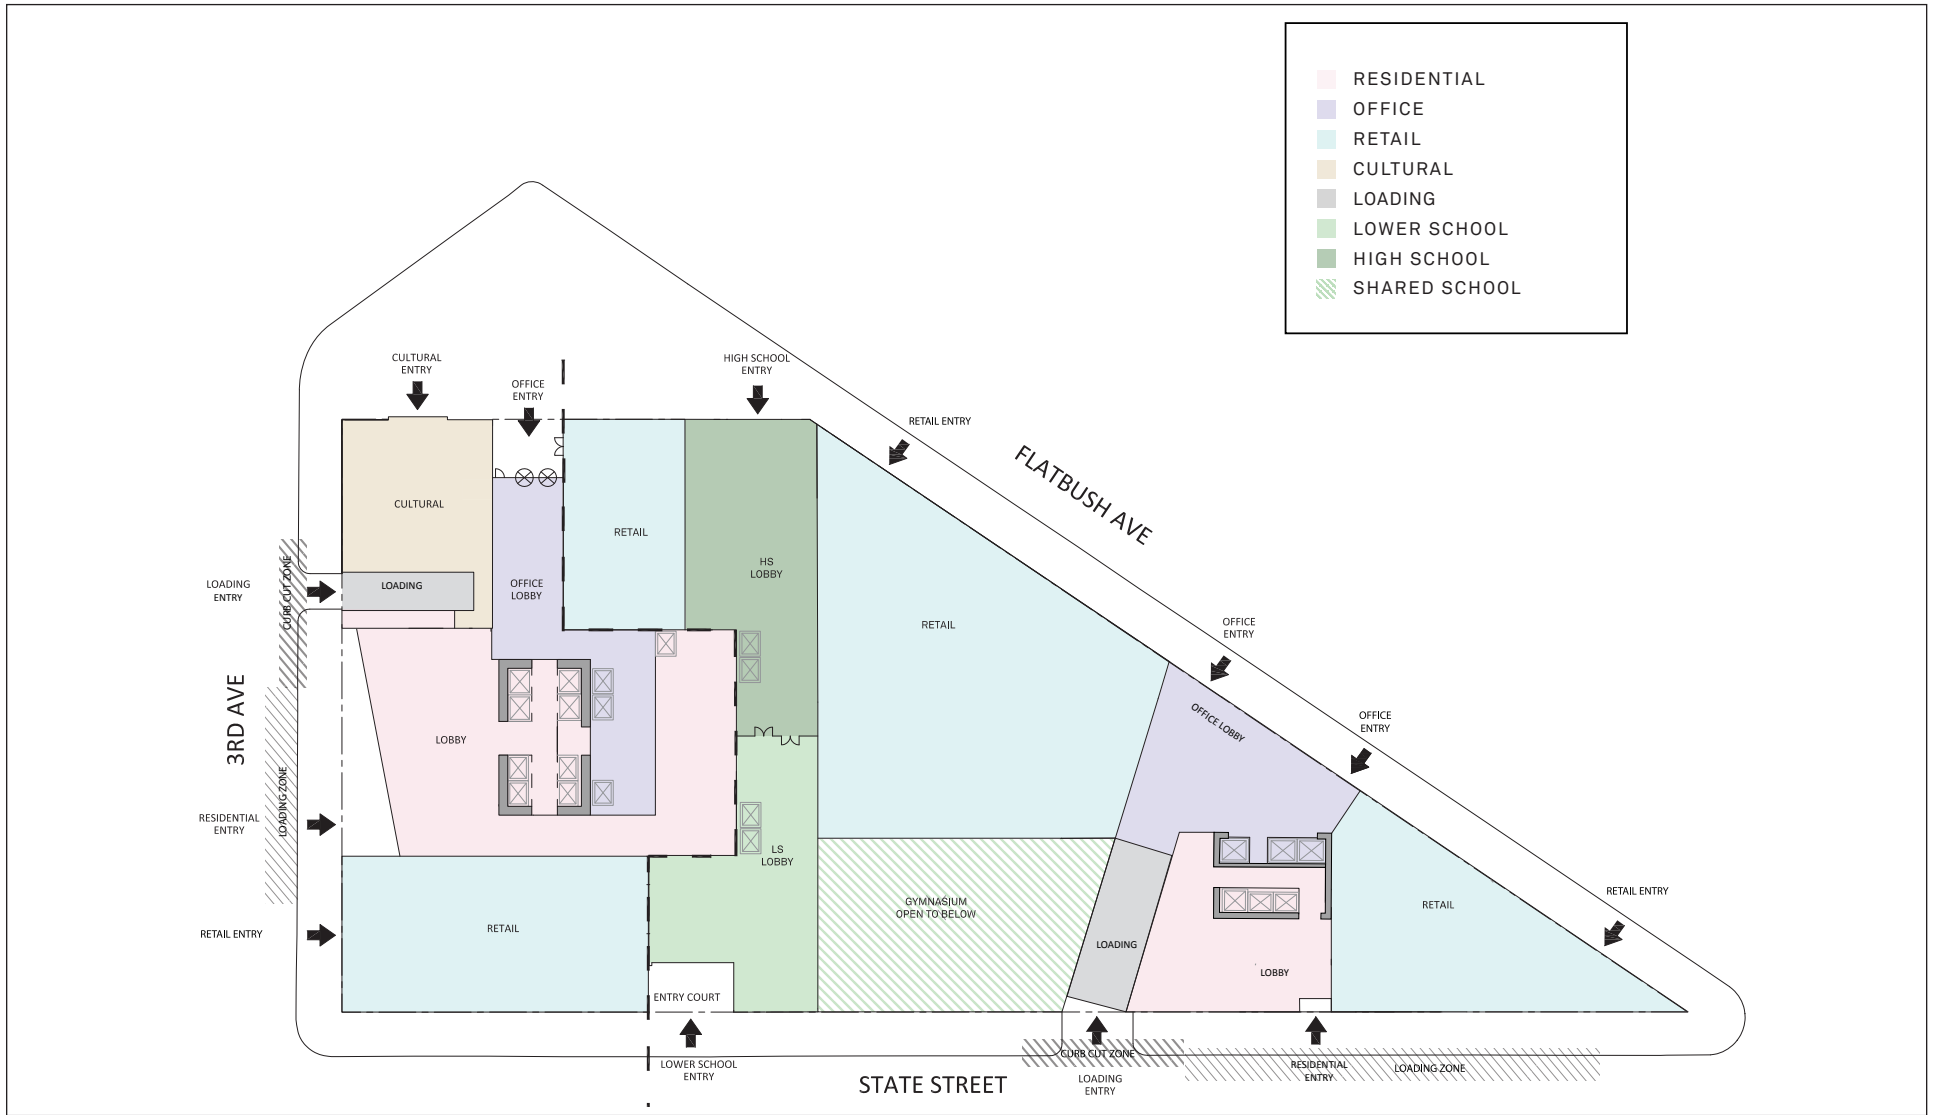 RESIDENTIAL
OFFICE
RETAIL
CULTURAL
LOADING
LOWER SCHOOL
HIGH SCHOOL
SHARED SCHOOL
CULTURAL
ENTRY
OFFICE
ENTRY
HIGH SCHOOL
ENTRY
RETAIL ENTRY
FLATBUSH AVE
CULTURAL
RETAIL
HS
LOBBY
LOADING
ENTRY
CURB CUT ZONE
LOADING
OFFICE
LOBBY
RETAIL
OFFICE
ENTRY
OFFICE LOBBY
OFFICE
ENTRY
3RD AVE
LOBBY
LOADING ZONE
RESIDENTIAL
ENTRY
LS
LOBBY
RETAIL ENTRY
RETAIL
GYMNASIUM
OPEN TO BELOW
RETAIL
RETAIL ENTRY
LOADING
LOBBY
ENTRY COURT
LOWER SCHOOL
ENTRY
STATE STREET
CURB CUT ZONE
LOADING
ENTRY
RESIDENTIAL
ENTRY
LOADING ZONE